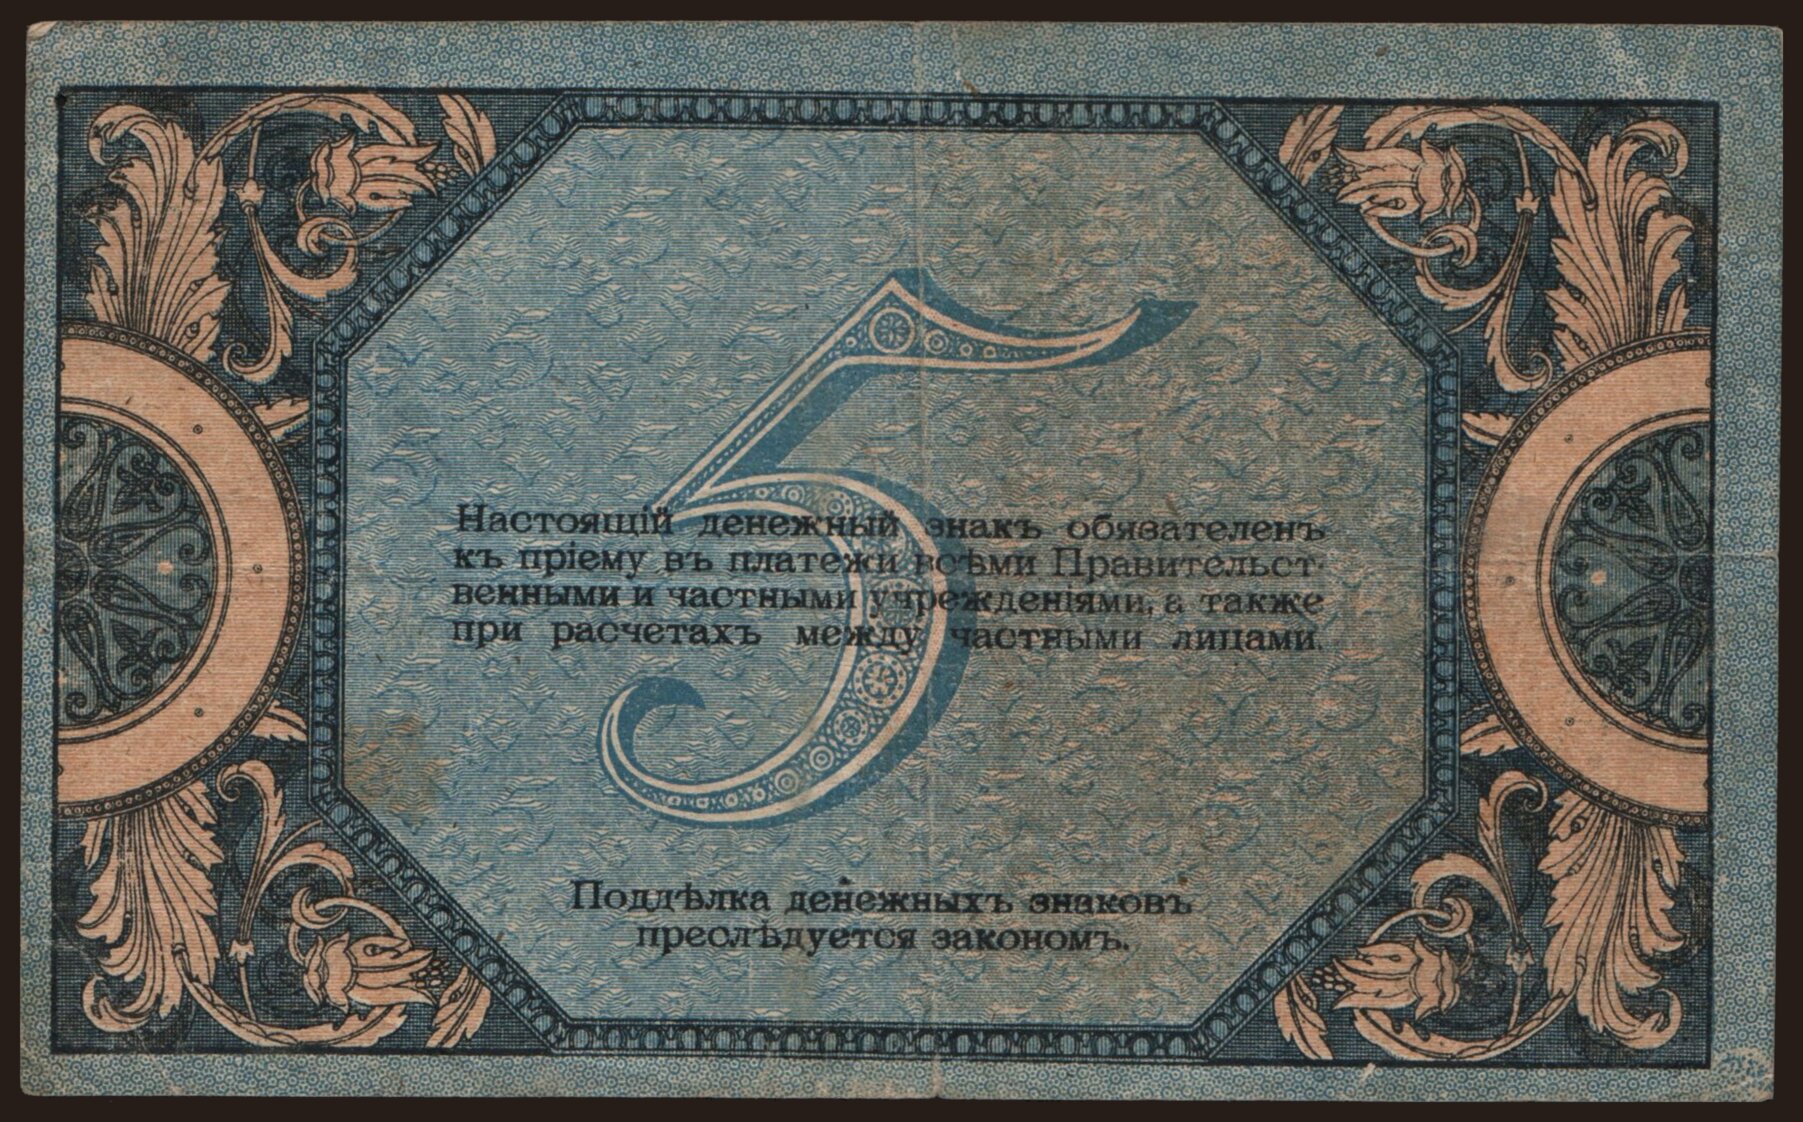 5
Настоящій денежный знакъ обязателенъ
къ пріему въ платежи всѣми Правительст-
венными и частными учрежденіями, а также
при расчетахъ между частными лицами.
Поддѣлка денежныхъ знаковъ
преслѣдуется закономъ.